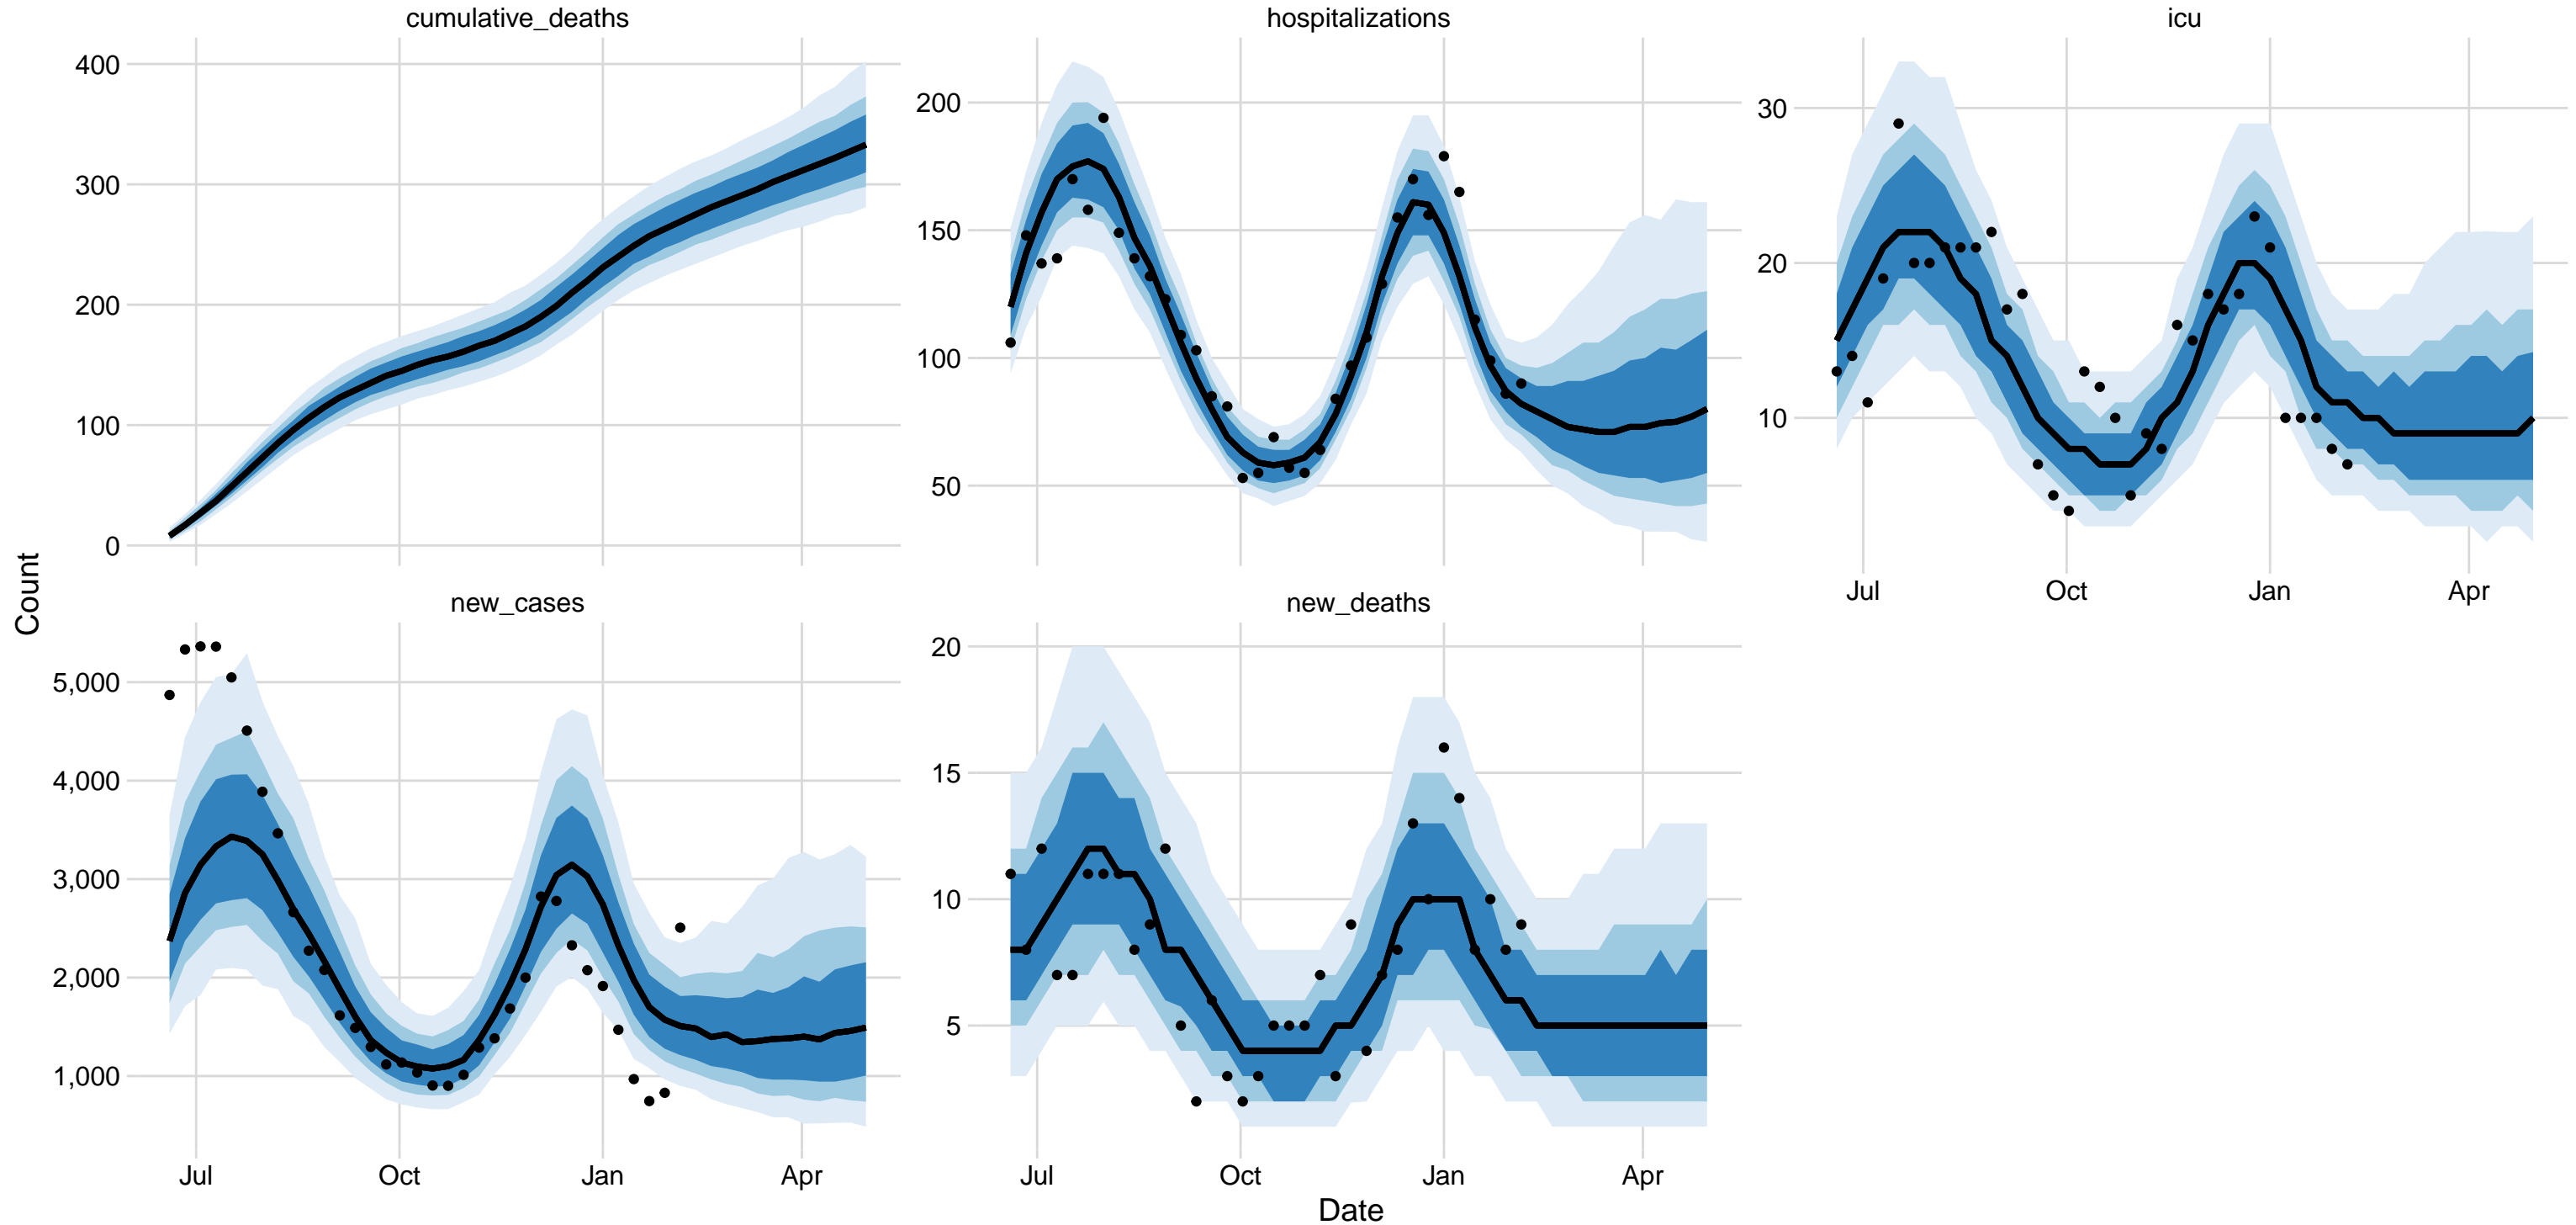 cumulative_deaths
hospitalizations
icu
400
300
200
100
0
200
150
100
50
30
20
10
Jul Oct Jan Apr
Count
new_cases
new_deaths
5,000
4,000
3,000
2,000
1,000
20
15
10
5
Jul Oct Jan Apr
Jul Oct Jan Apr
Date